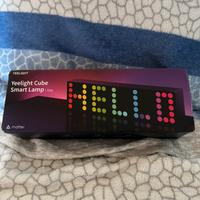 YEELIGHT
Yeelight Cube
Smart Lamp
HELLO
matter